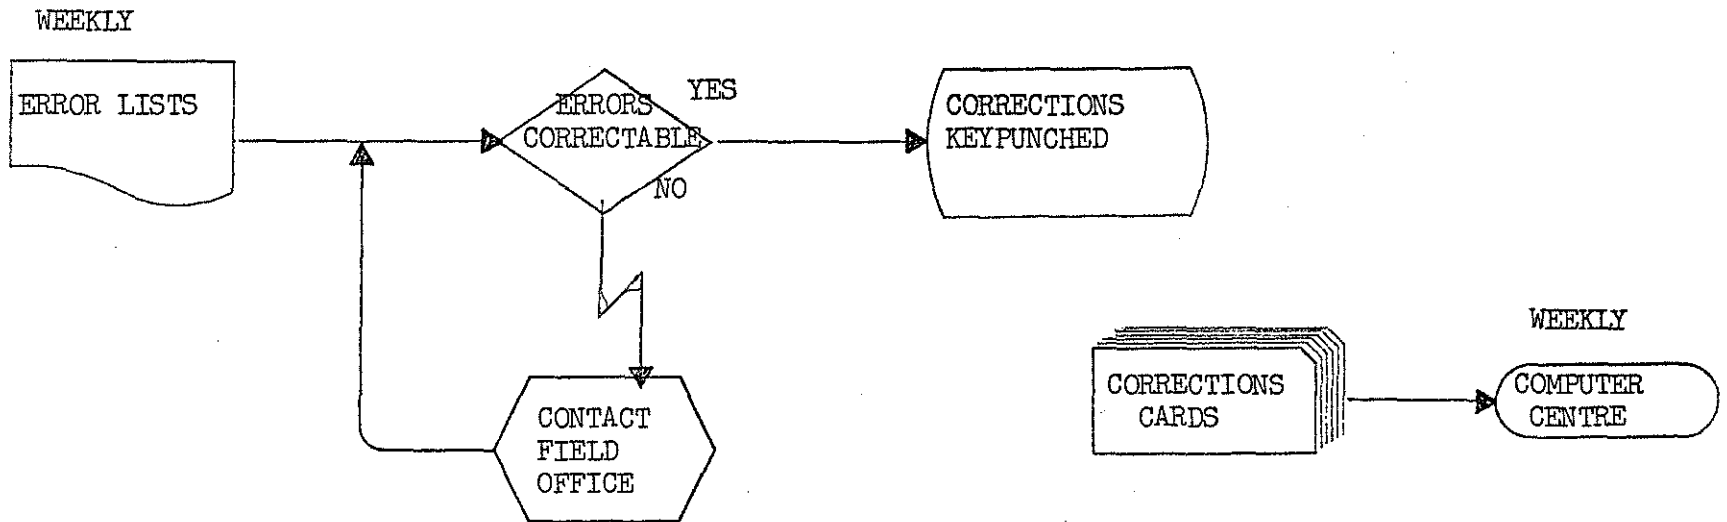 WEEKLY
ERROR LISTS
ERRORS
CORRECTABLE
YES
NO
CORRECTIONS
KEYPUNCHED
CONTACT
FIELD
OFFICE
CORRECTIONS
CARDS
WEEKLY
COMPUTER
CENTRE